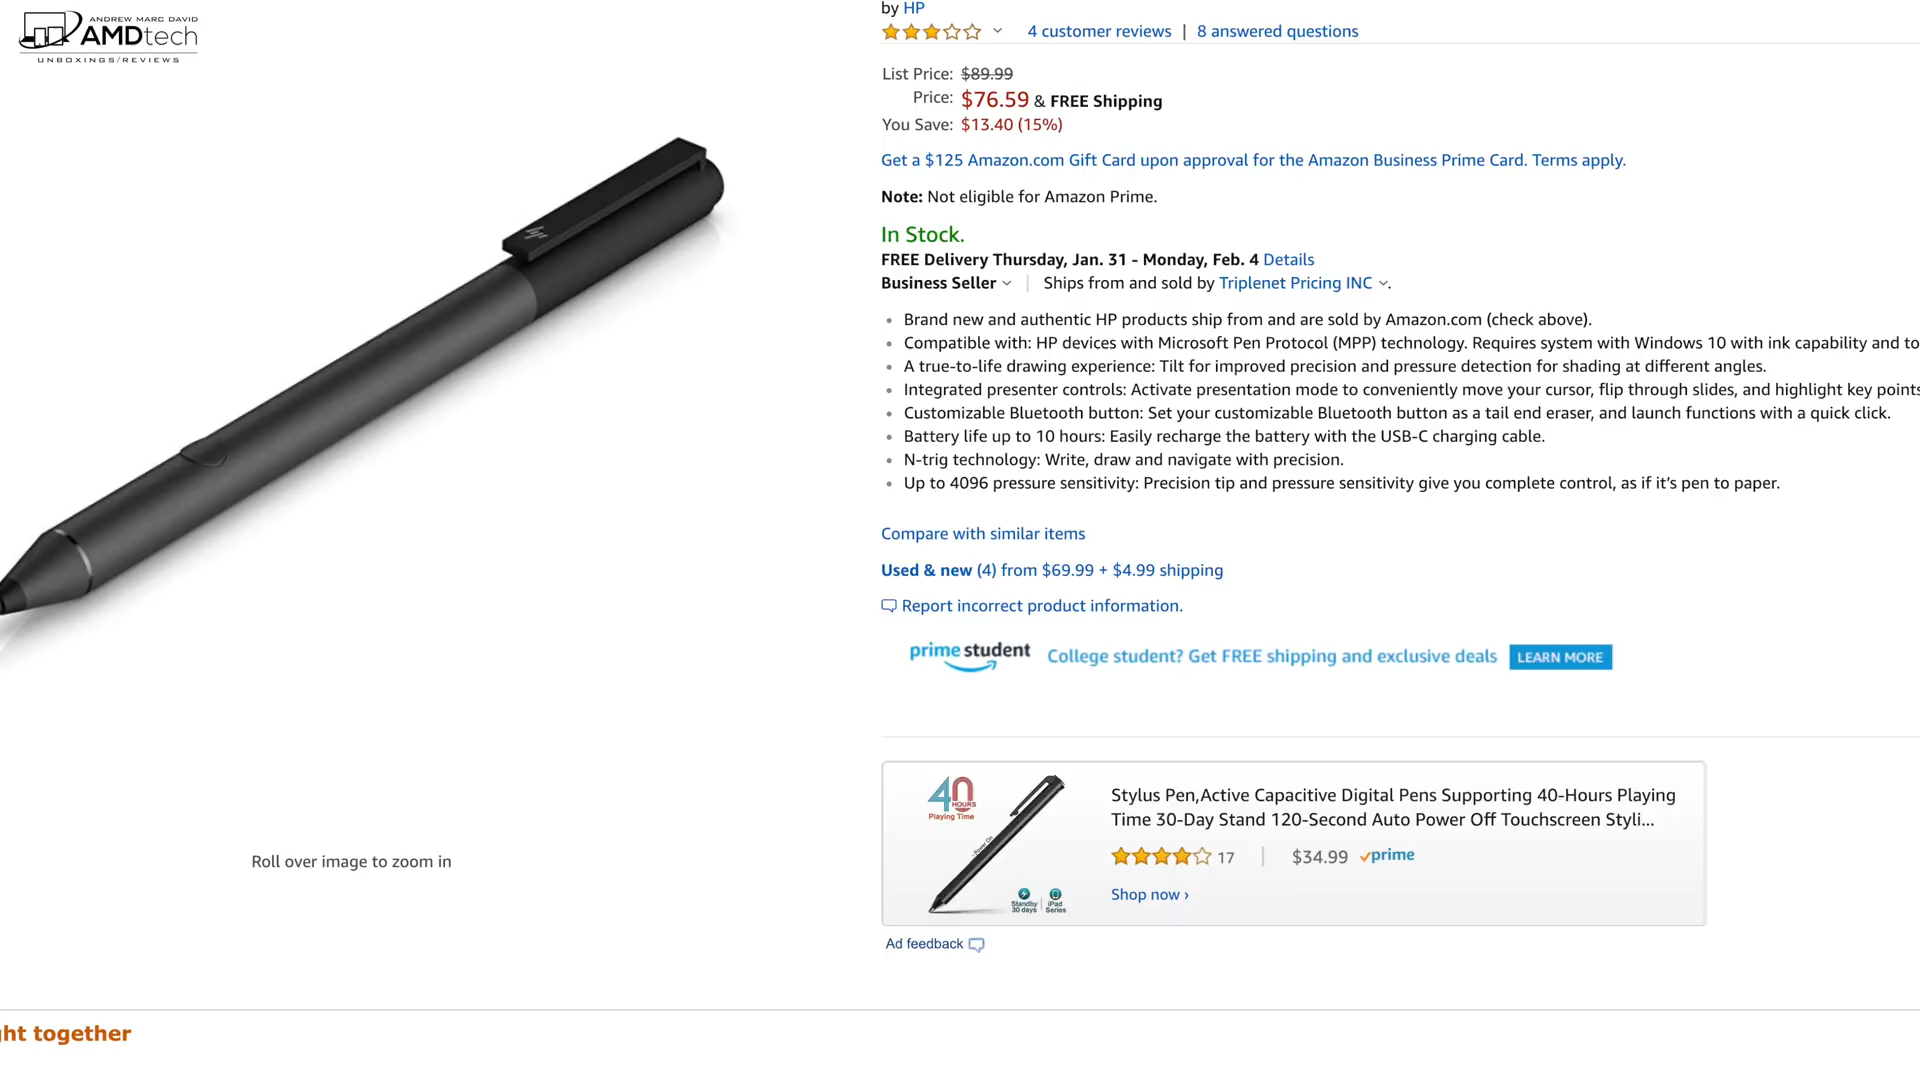 ANDREW MARC DAVID
AMDtech
UNBOXINGS/REVIEWS
by HP
4 customer reviews | 8 answered questions
List Price: $89.99
Price: $76.59 & FREE Shipping
You Save: $13.40 (15%)
Get a $125 Amazon.com Gift Card upon approval for the Amazon Business Prime Card. Terms apply.
Note: Not eligible for Amazon Prime.
In Stock.
FREE Delivery Thursday, Jan. 31 - Monday, Feb. 4 Details
Business Seller | Ships from and sold by Triplenet Pricing INC .
• Brand new and authentic HP products ship from and are sold by Amazon.com (check above).
• Compatible with: HP devices with Microsoft Pen Protocol (MPP) technology. Requires system with Windows 10 with ink capability and to
• A true-to-life drawing experience: Tilt for improved precision and pressure detection for shading at different angles.
• Integrated presenter controls: Activate presentation mode to conveniently move your cursor, flip through slides, and highlight key points
• Customizable Bluetooth button: Set your customizable Bluetooth button as a tail end eraser, and launch functions with a quick click.
• Battery life up to 10 hours: Easily recharge the battery with the USB-C charging cable.
• N-trig technology: Write, draw and navigate with precision.
• Up to 4096 pressure sensitivity: Precision tip and pressure sensitivity give you complete control, as if it’s pen to paper.
Compare with similar items
Used & new (4) from $69.99 + $4.99 shipping
Report incorrect product information.
prime student College student? Get FREE shipping and exclusive deals LEARN MORE
40
HOURS
Playing Time
Power On
Standby
30 days
iPad
Series
Stylus Pen,Active Capacitive Digital Pens Supporting 40-Hours Playing
Time 30-Day Stand 120-Second Auto Power Off Touchscreen Styli...
17 | $34.99 prime
Shop now ›
Ad feedback
Roll over image to zoom in
hp
ght together